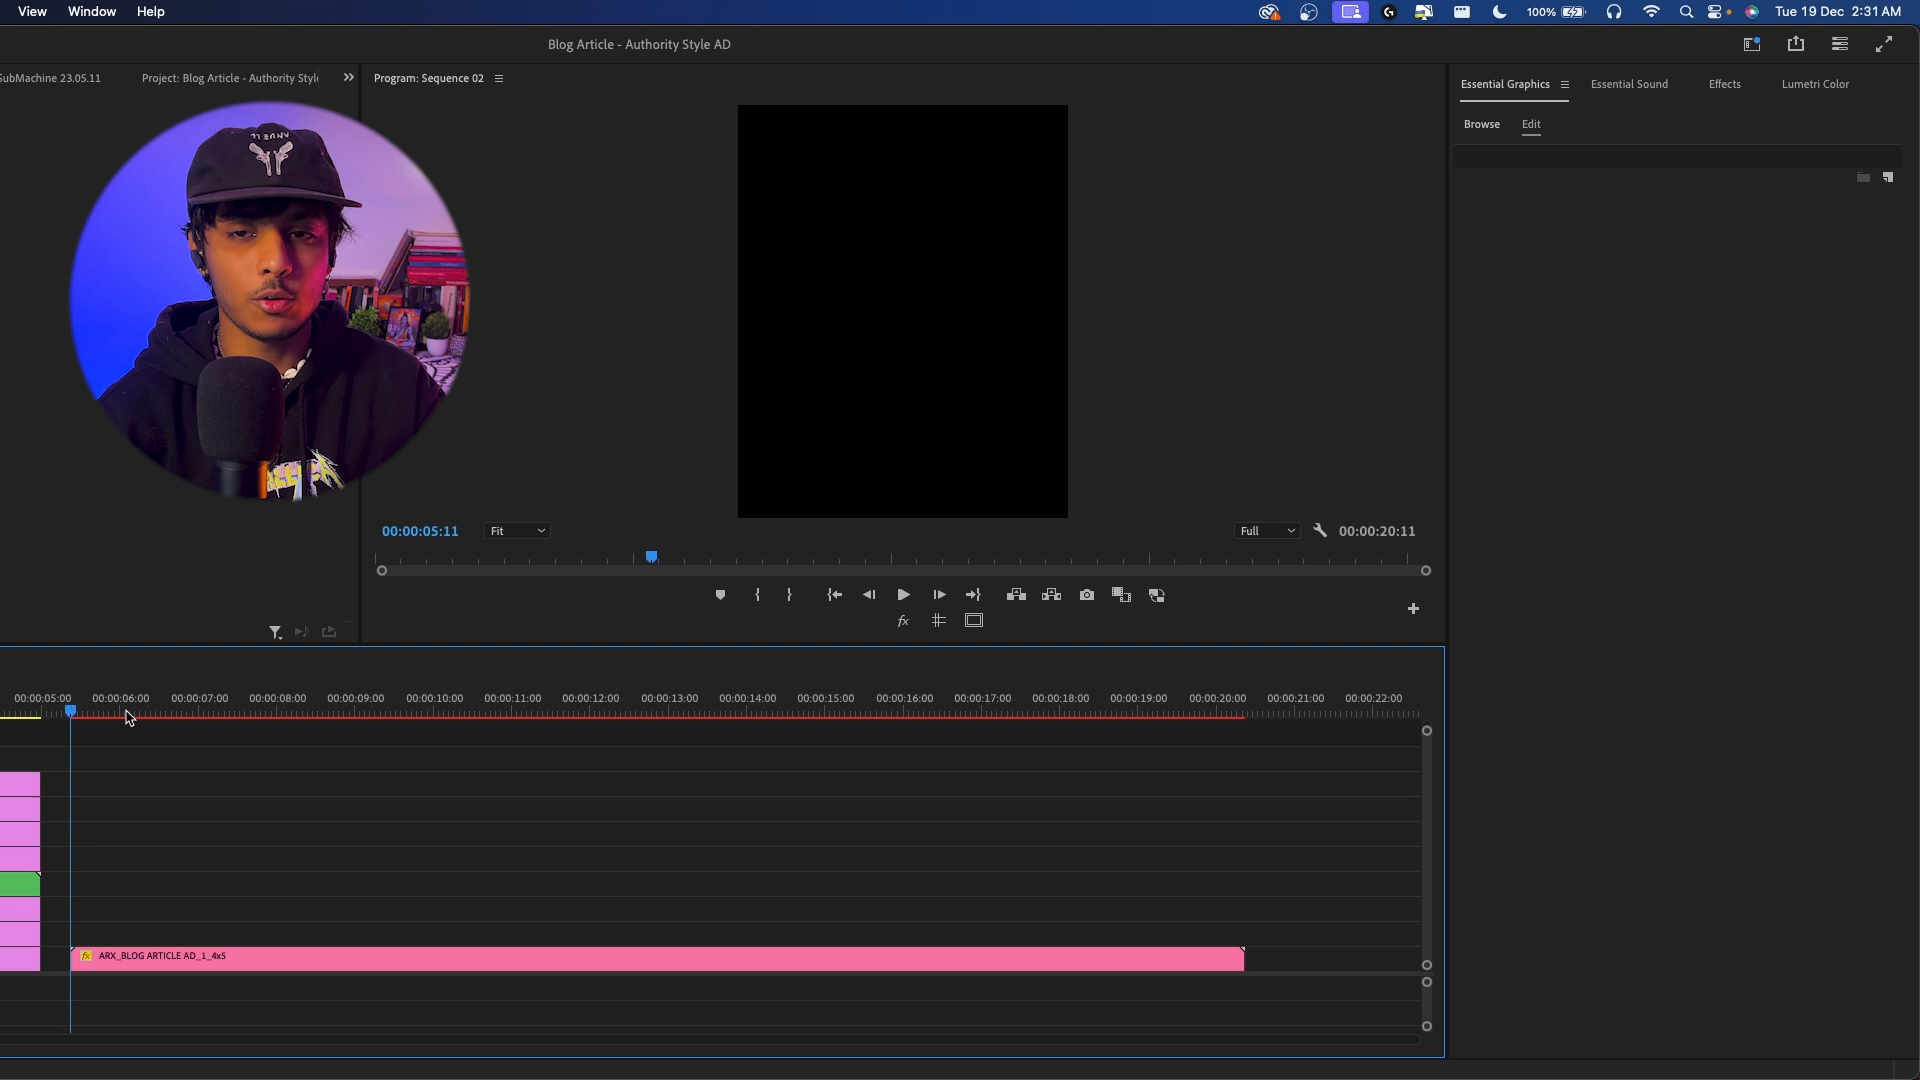 View Window Help 100% Tue 19 Dec 2:31 AM
Blog Article - Authority Style AD
SubMachine 23.05.11 Project: Blog Article - Authority Styl
Program: Sequence 02
Essential Graphics Essential Sound Effects Lumetri Color
Browse Edit
00:00:05:11 Fit Full 00:00:20:11
fx
00:00:05:00 00:00:06:00 00:00:07:00 00:00:08:00 00:00:09:00 00:00:10:00 00:00:11:00 00:00:12:00 00:00:13:00 00:00:14:00 00:00:15:00 00:00:16:00 00:00:17:00 00:00:18:00 00:00:19:00 00:00:20:00 00:00:21:00 00:00:22:00
fx ARX_BLOG ARTICLE AD_1_4x5